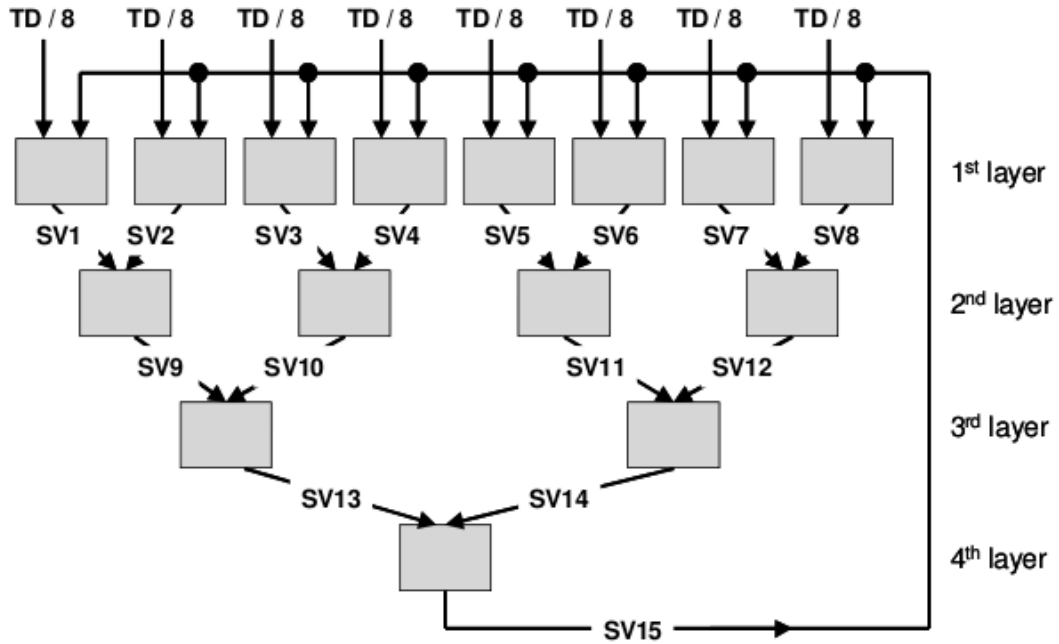 TD / 8 TD / 8 TD / 8 TD / 8 TD / 8 TD / 8 TD / 8 TD / 8
1st layer
SV1 SV2 SV3 SV4 SV5 SV6 SV7 SV8
2nd layer
SV9 SV10 SV11 SV12
3rd layer
SV13 SV14
4th layer
SV15